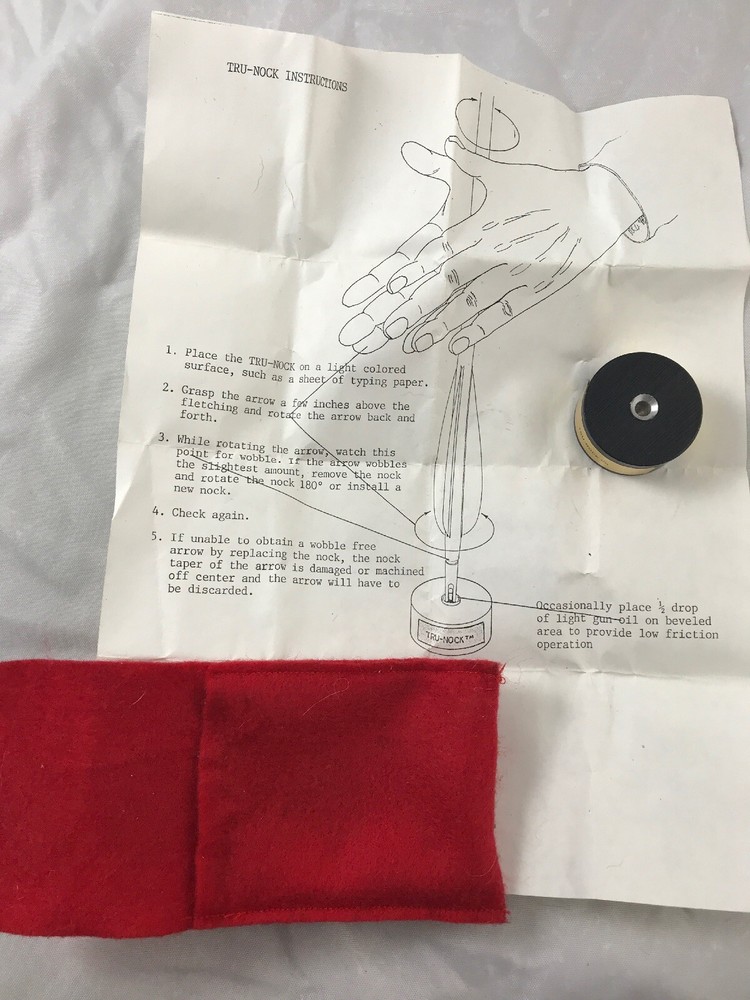 TRU-NOCK INSTRUCTIONS
1. Place the TRU-NOCK on a light colored
surface, such as a sheet of typing paper.
2. Grasp the arrow a few inches above the
fletching and rotate the arrow back and
forth.
3. While rotating the arrow, watch this
point for wobble. If the arrow wobbles
the slightest amount, remove the nock
and rotate the nock 180° or install a
new nock.
4. Check again.
5. If unable to obtain a wobble free
arrow by replacing the nock, the nock
taper of the arrow is damaged or machined
off center and the arrow will have to
be discarded.
TRU-NOCK™
Occasionally place ½ drop
of light gun oil on beveled
area to provide low friction
operation